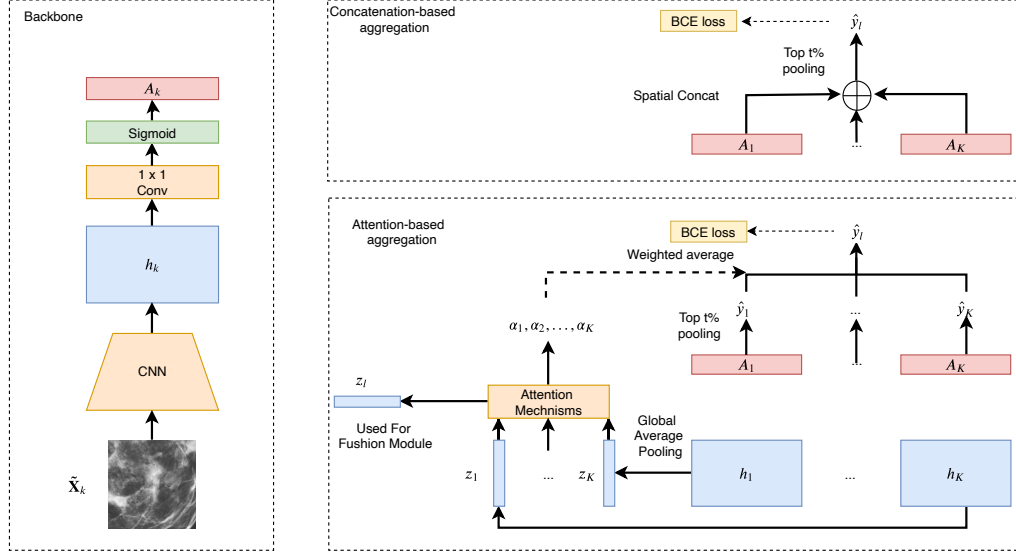 Backbone
A_k
Sigmoid
1 x 1
Conv
h_k
CNN
X̃_k
Concatenation-based
aggregation
BCE loss
ŷ_l
Top t%
pooling
Spatial Concat
A_1
...
A_K
Attention-based
aggregation
BCE loss
ŷ_l
Weighted average
α_1, α_2, . . . , α_K
Top t%
pooling
ŷ_1
...
ŷ_K
A_1
...
A_K
z_l
Attention
Mechnisms
Used For
Fushion Module
Global
Average
Pooling
z_1
...
z_K
h_1
...
h_K